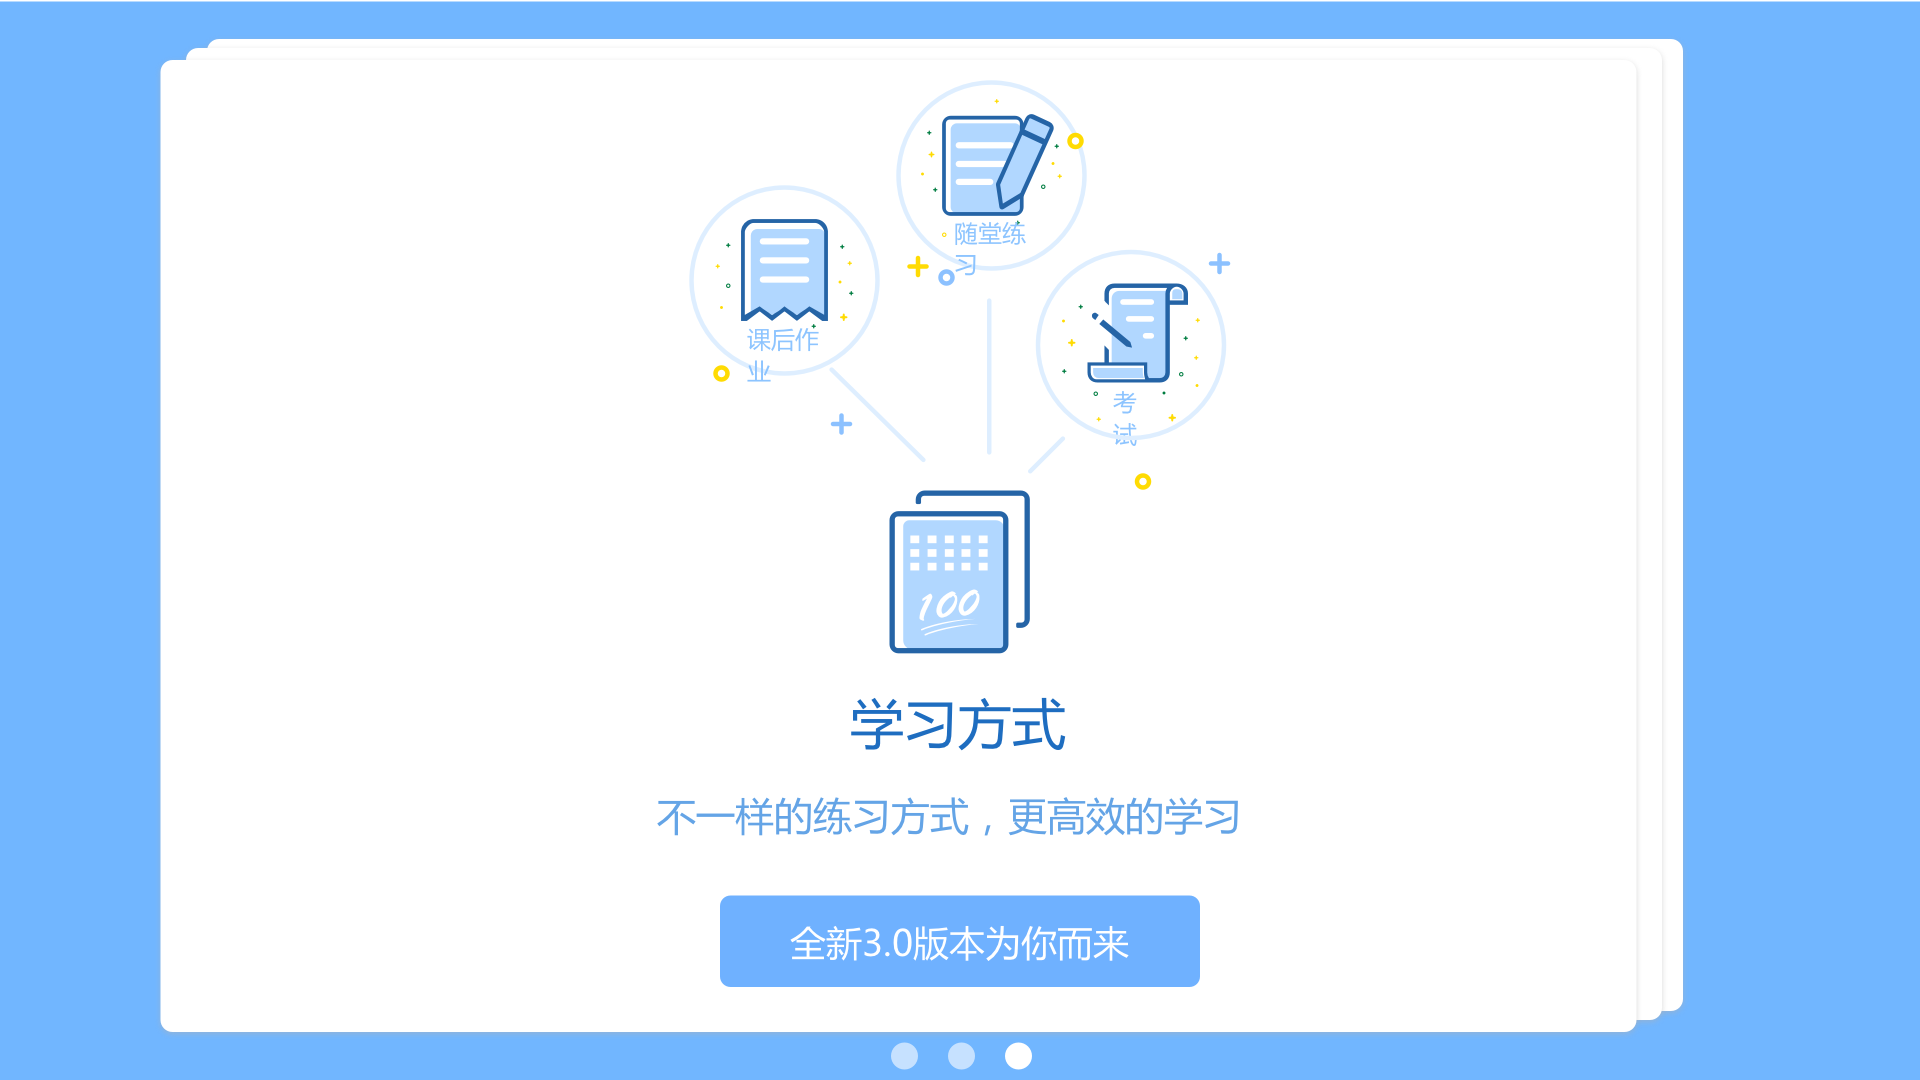 随堂练
习
课后作
业
考
试
100
学习方式
不一样的练习方式，更高效的学习
全新3.0版本为你而来